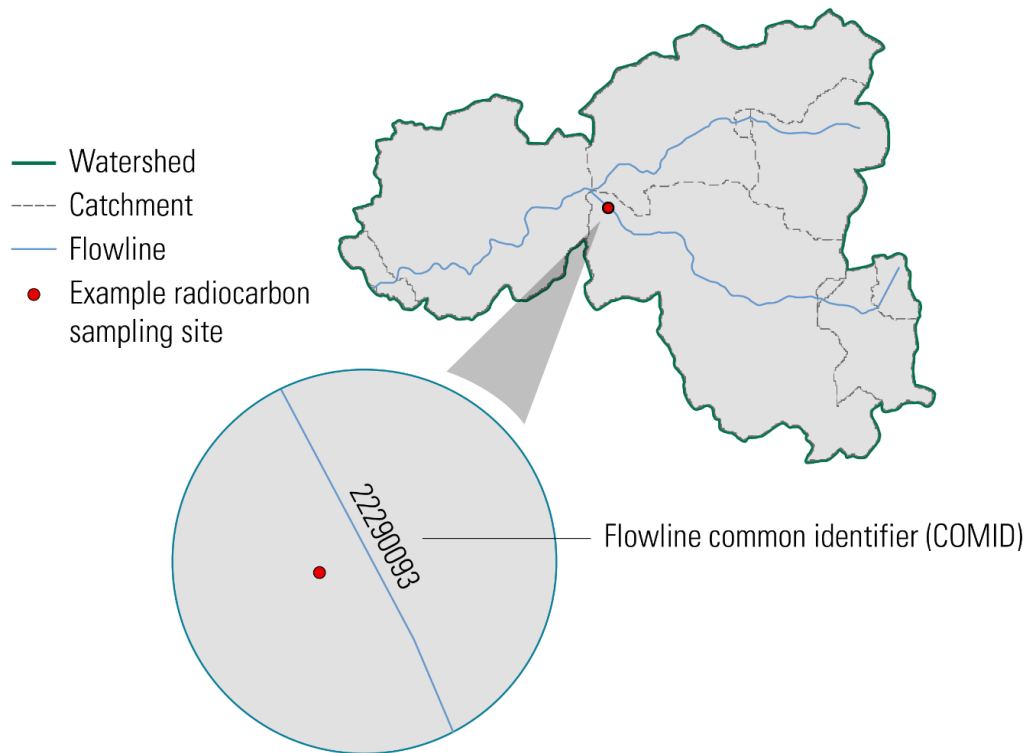 Watershed
Catchment
Flowline
Example radiocarbon
sampling site
22290093
Flowline common identifier (COMID)